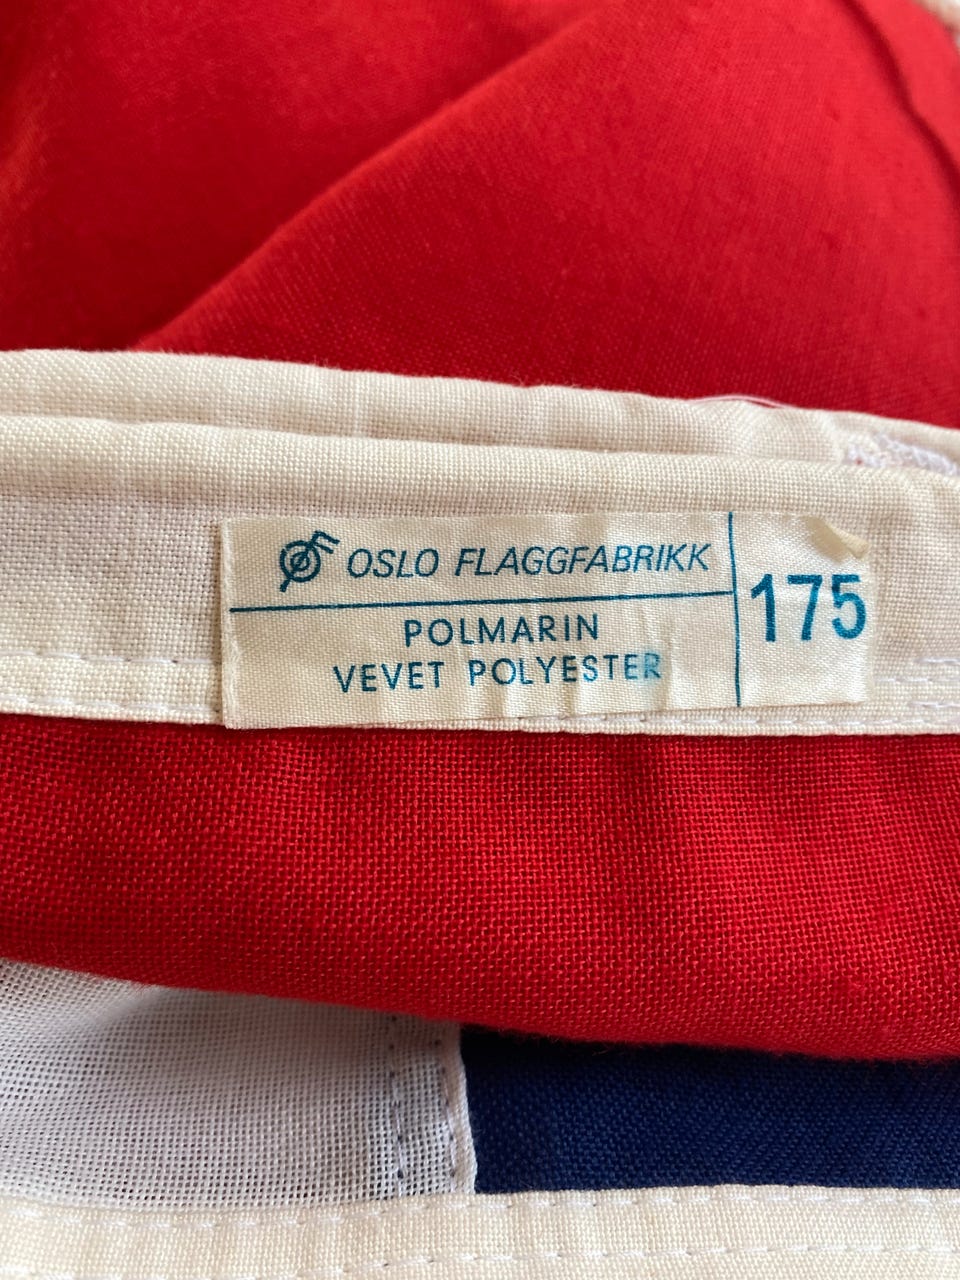 OSLO FLAGGFABRIKK
POLMARIN
VEVET POLYESTER
175